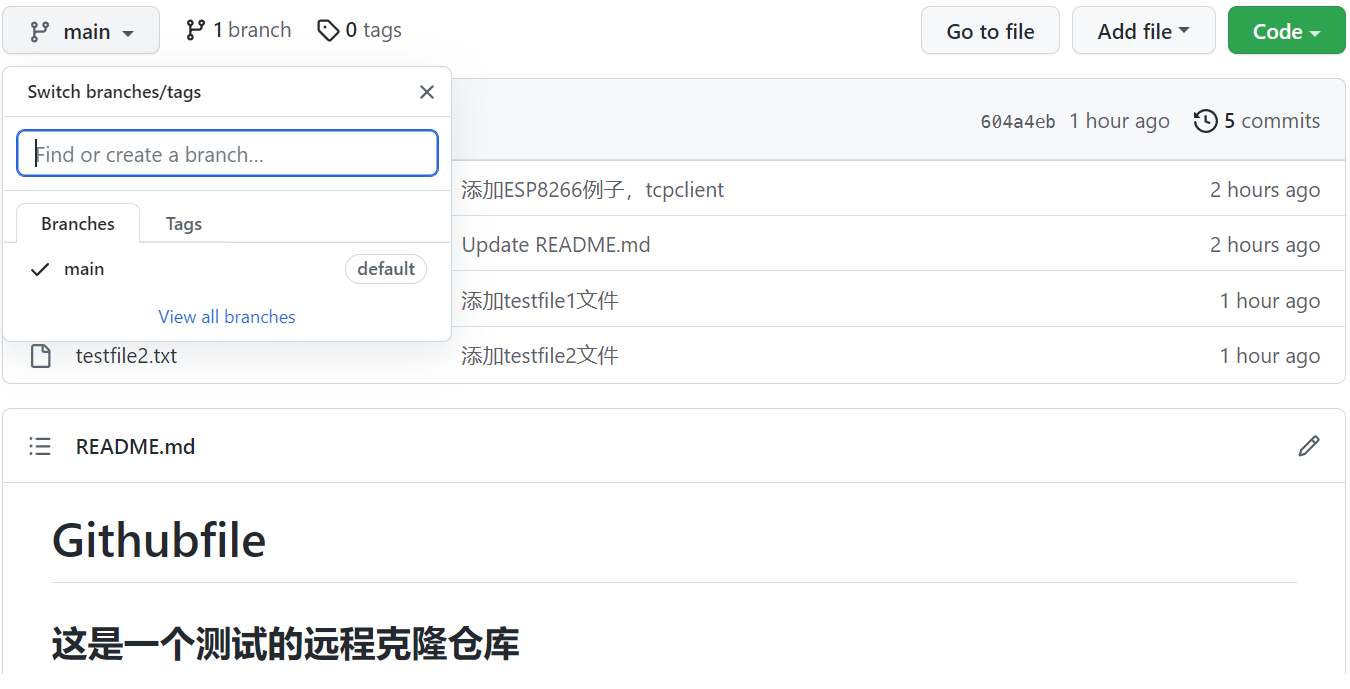 main 1 branch 0 tags Go to file Add file Code
Switch branches/tags
604a4eb 1 hour ago 5 commits
Find or create a branch...
添加ESP8266例子，tcpclient 2 hours ago
Branches Tags
Update README.md 2 hours ago
main default
添加testfile1文件 1 hour ago
View all branches
testfile2.txt 添加testfile2文件 1 hour ago
README.md
Githubfile
这是一个测试的远程克隆仓库